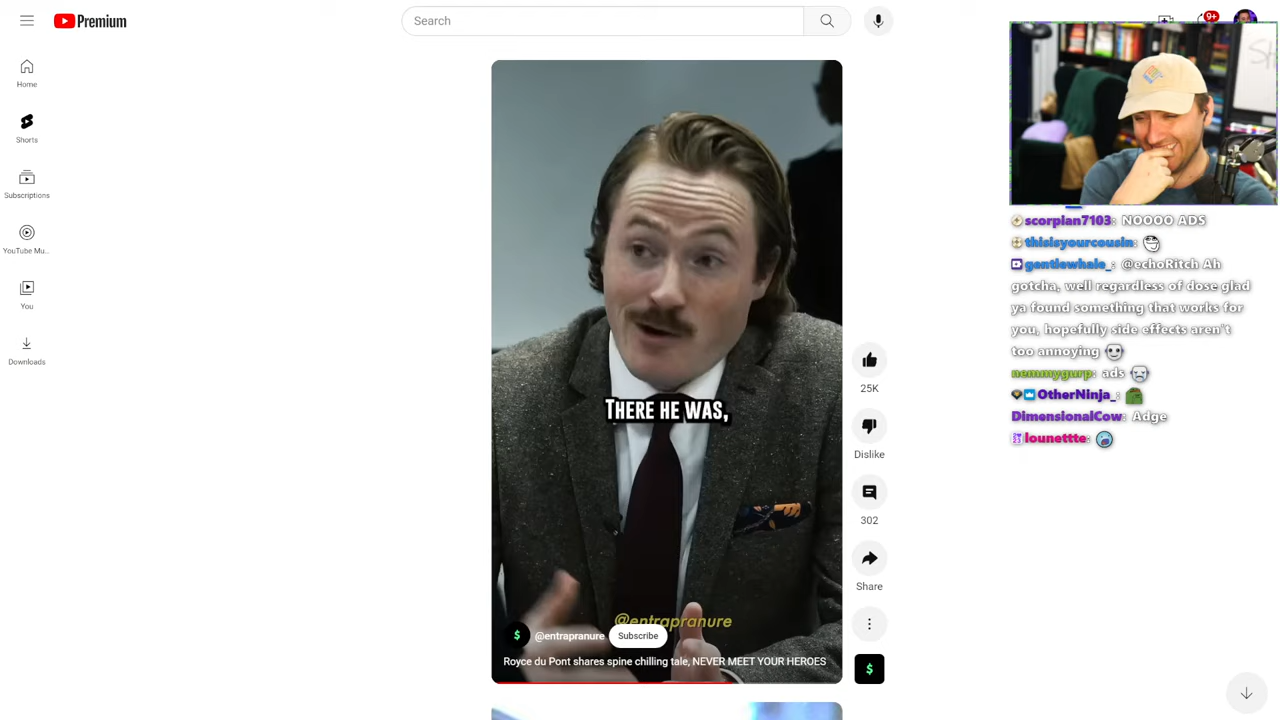 Premium
Search
9+
Home
Shorts
Subscriptions
YouTube Mu...
You
Downloads
THERE HE WAS,
@entrapranure
@entrapranure
Subscribe
Royce du Pont shares spine chilling tale, NEVER MEET YOUR HEROES
25K
Dislike
302
Share
scorpian7103: NOOOO ADS
thisisyourcousin:
gentlewhale_: @echoRitch Ah
gotcha, well regardless of dose glad
ya found something that works for
you, hopefully side effects aren't
too annoying
nemmygurp: ads
OtherNinja_:
DimensionalCow: Adge
lounettte: